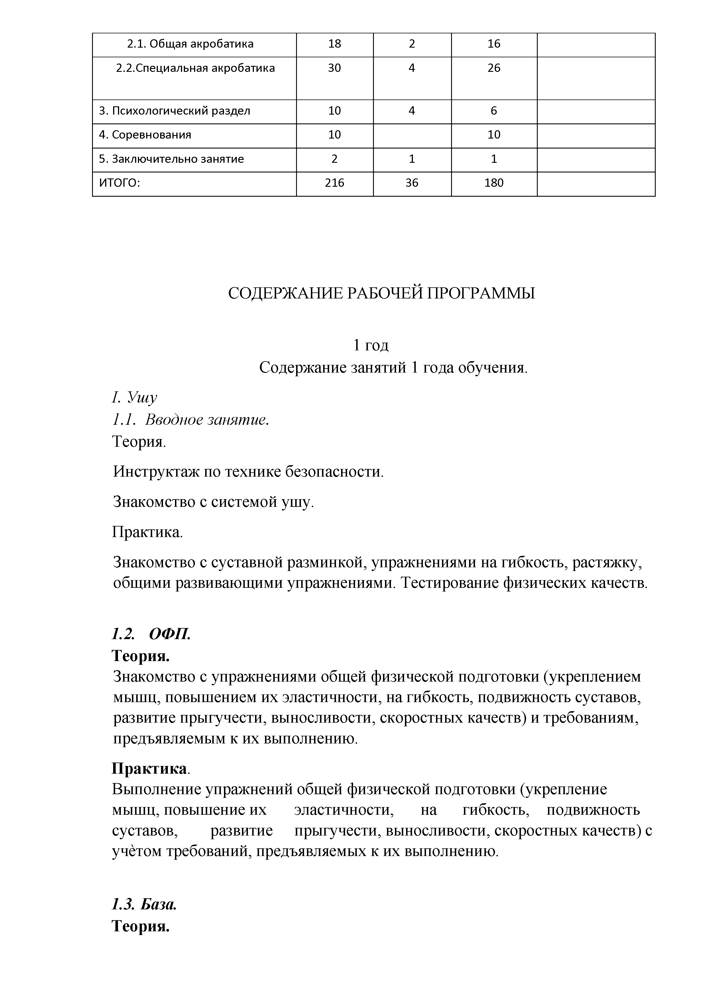 2.1. Общая акробатика 18 2 16
2.2.Специальная акробатика 30 4 26
3. Психологический раздел 10 4 6
4. Соревнования 10 10
5. Заключительно занятие 2 1 1
ИТОГО: 216 36 180
СОДЕРЖАНИЕ РАБОЧЕЙ ПРОГРАММЫ
1 год
Содержание занятий 1 года обучения.
I. Ушу
1.1. Вводное занятие.
Теория.
Инструктаж по технике безопасности.
Знакомство с системой ушу.
Практика.
Знакомство с суставной разминкой, упражнениями на гибкость, растяжку,
общими развивающими упражнениями. Тестирование физических качеств.
1.2. ОФП.
Теория.
Знакомство с упражнениями общей физической подготовки (укреплением
мышц, повышением их эластичности, на гибкость, подвижность суставов,
развитие прыгучести, выносливости, скоростных качеств) и требованиям,
предъявляемым к их выполнению.
Практика.
Выполнение упражнений общей физической подготовки (укрепление
мышц, повышение их эластичности, на гибкость, подвижность
суставов, развитие прыгучести, выносливости, скоростных качеств) с
учѐтом требований, предъявляемых к их выполнению.
1.3. База.
Теория.